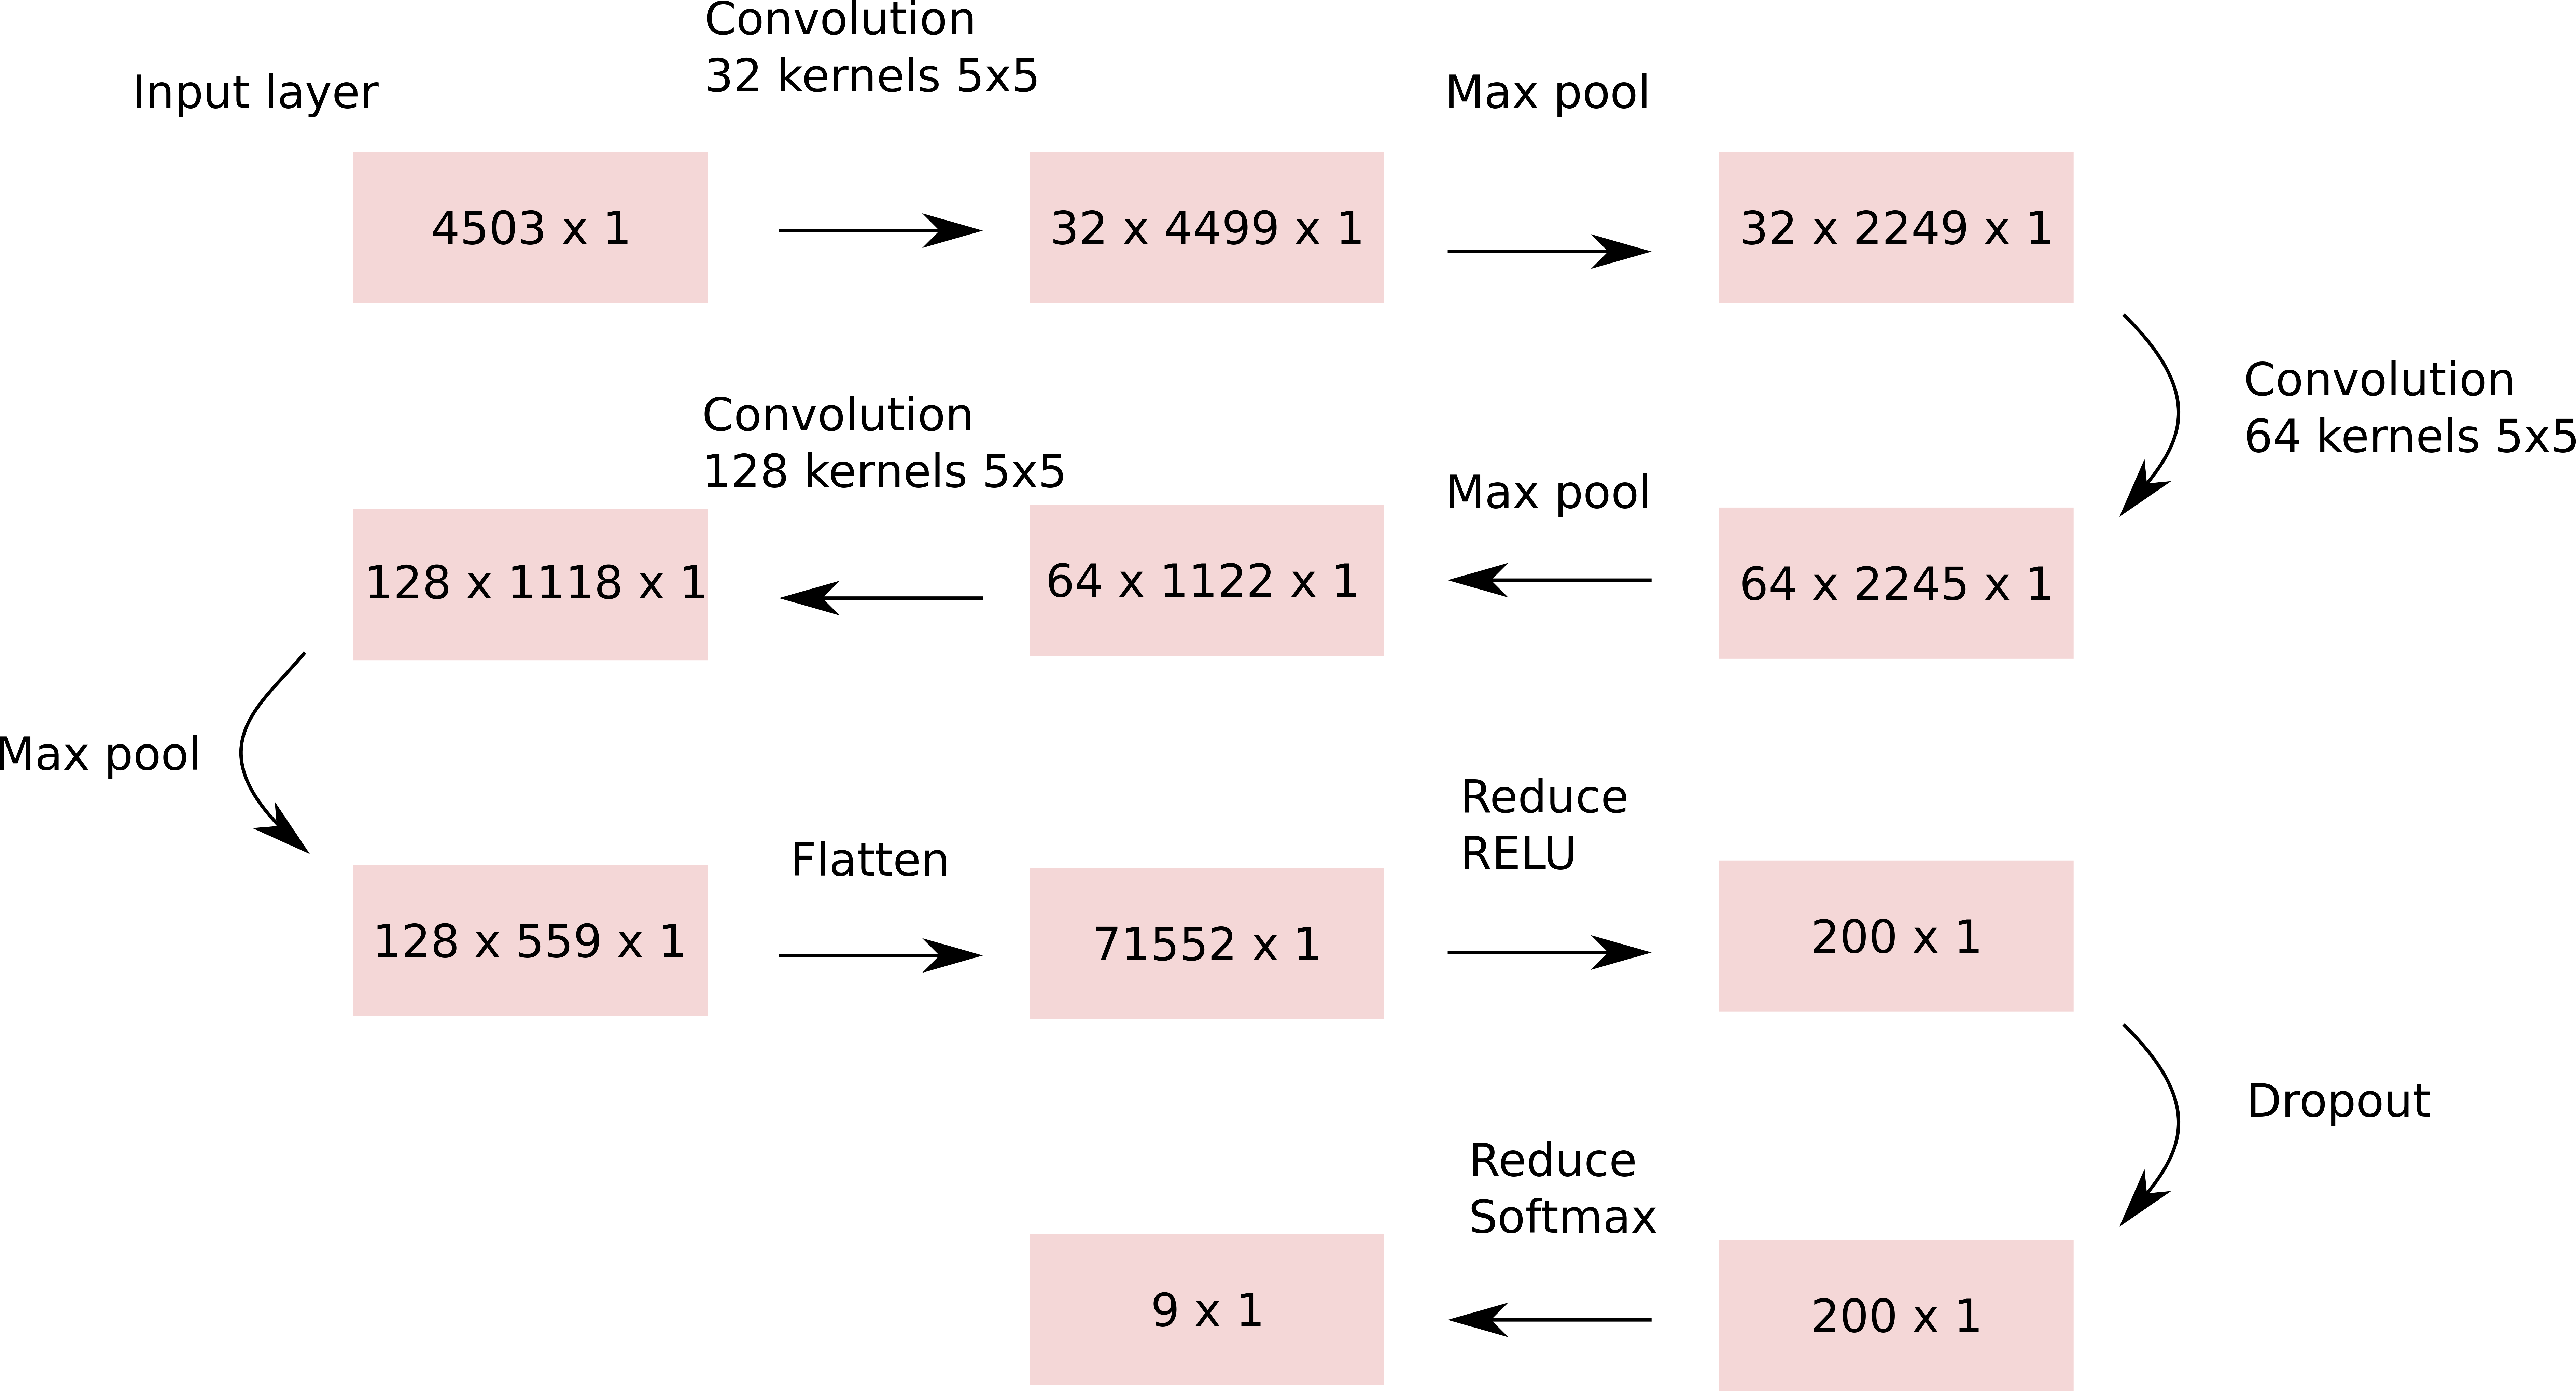 Input layer
Convolution
32 kernels 5x5
Max pool
4503 x 1
32 x 4499 x 1
32 x 2249 x 1
Convolution
64 kernels 5x5
Max pool
Convolution
128 kernels 5x5
64 x 2245 x 1
64 x 1122 x 1
128 x 1118 x 1
Max pool
Flatten
Reduce
RELU
128 x 559 x 1
71552 x 1
200 x 1
Dropout
Reduce
Softmax
200 x 1
9 x 1